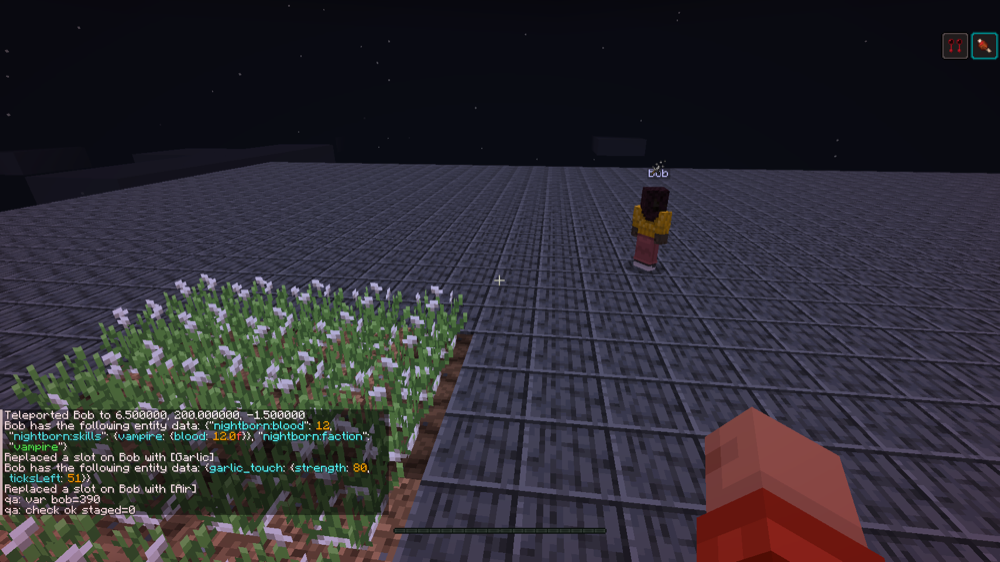 Bob
Teleported Bob to 6.500000, 200.000000, -1.500000
Bob has the following entity data: {"nightborn:blood": 12,
"nightborn:skills": {vampire: {blood: 12.0f}}, "nightborn:faction":
"vampire"}
Replaced a slot on Bob with [Garlic]
Bob has the following entity data: {garlic_touch: {strength: 80,
ticksLeft: 51}}
Replaced a slot on Bob with [Air]
qa: var bob=390
qa: check ok staged=0